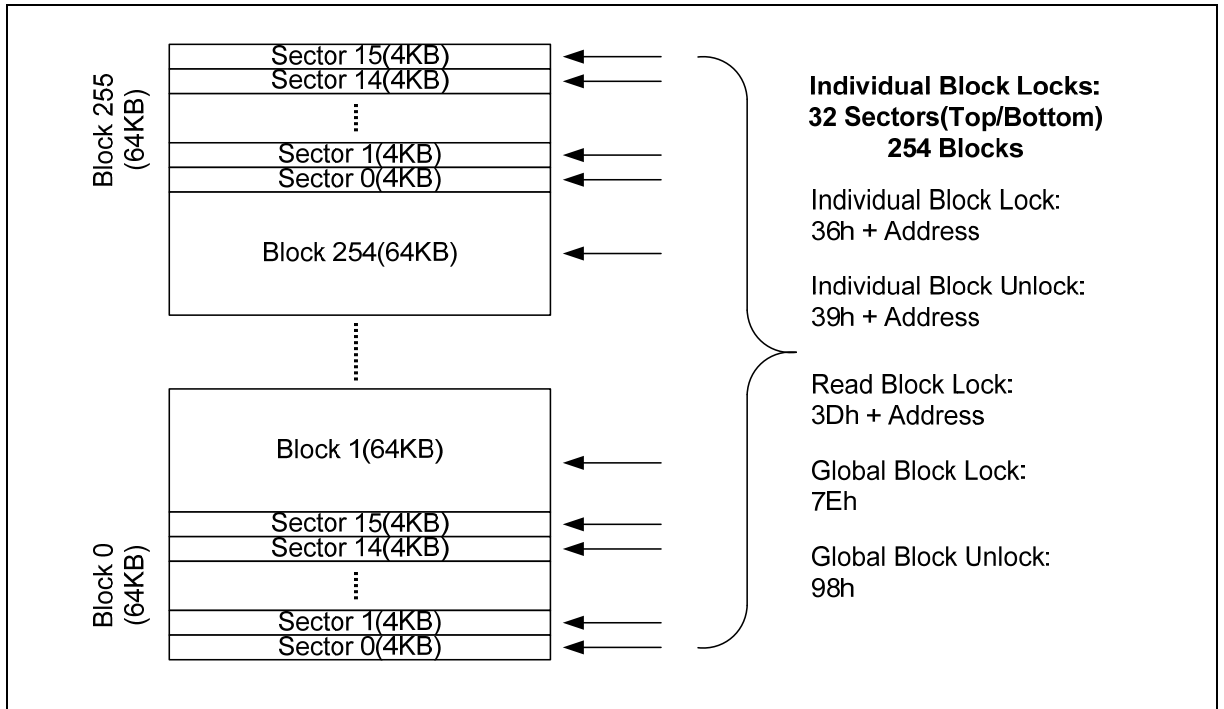 Block 255
(64KB)
Sector 15(4KB)
Sector 14(4KB)
Sector 1(4KB)
Sector 0(4KB)
Block 254(64KB)
Block 1(64KB)
Block 0
(64KB)
Sector 15(4KB)
Sector 14(4KB)
Sector 1(4KB)
Sector 0(4KB)
Individual Block Locks:
32 Sectors(Top/Bottom)
254 Blocks
Individual Block Lock:
36h + Address
Individual Block Unlock:
39h + Address
Read Block Lock:
3Dh + Address
Global Block Lock:
7Eh
Global Block Unlock:
98h